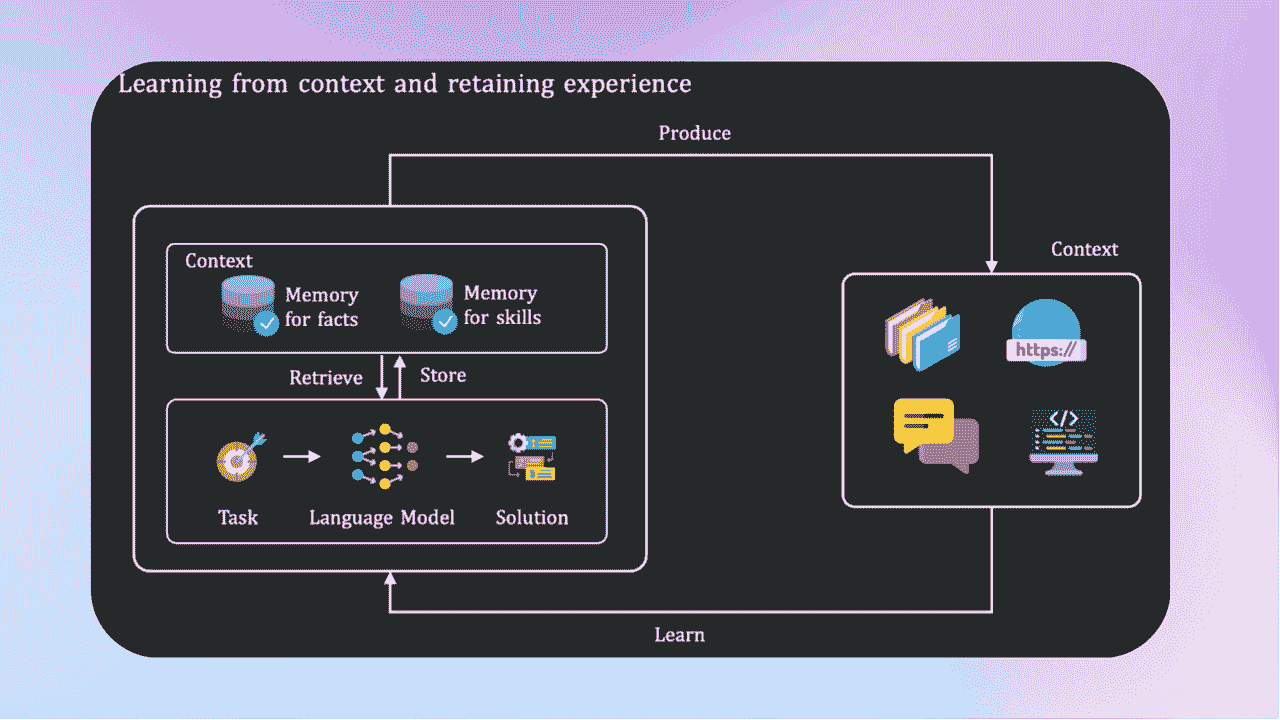 Learning from context and retaining experience
Produce
Context
Context
Memory
for facts
Memory
for skills
https://
Retrieve
Store
</>
Task
Language Model
Solution
Learn